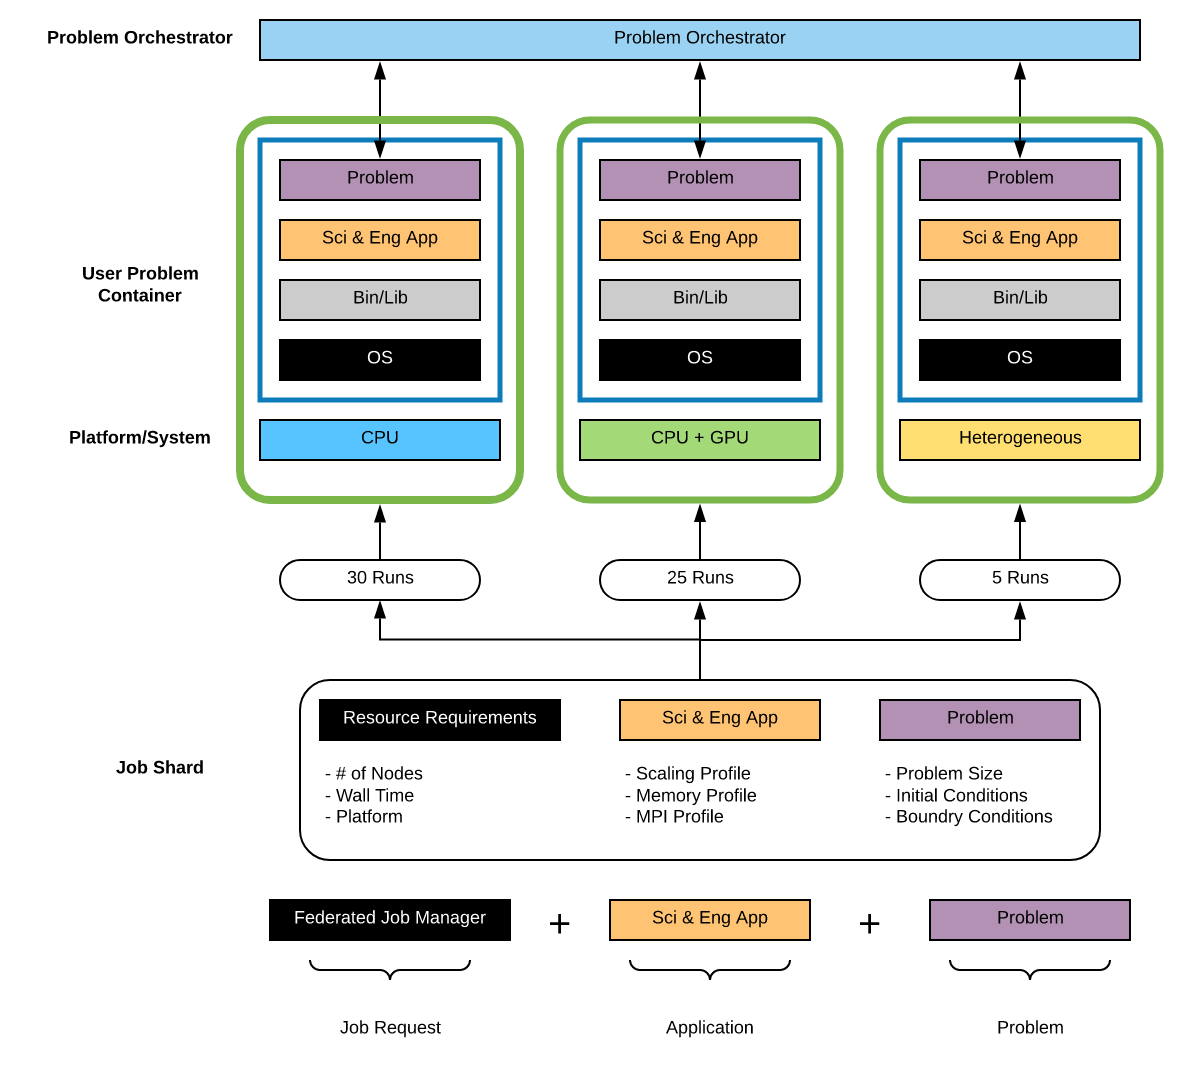 Problem Orchestrator
Problem Orchestrator
Problem
Problem
Problem
Sci & Eng App
Sci & Eng App
Sci & Eng App
User Problem
Container
Bin/Lib
Bin/Lib
Bin/Lib
OS
OS
OS
Platform/System
CPU
CPU + GPU
Heterogeneous
30 Runs
25 Runs
5 Runs
Job Shard
Resource Requirements
- # of Nodes
- Wall Time
- Platform
Sci & Eng App
- Scaling Profile
- Memory Profile
- MPI Profile
Problem
- Problem Size
- Initial Conditions
- Boundry Conditions
Federated Job Manager
+
Sci & Eng App
+
Problem
Job Request
Application
Problem